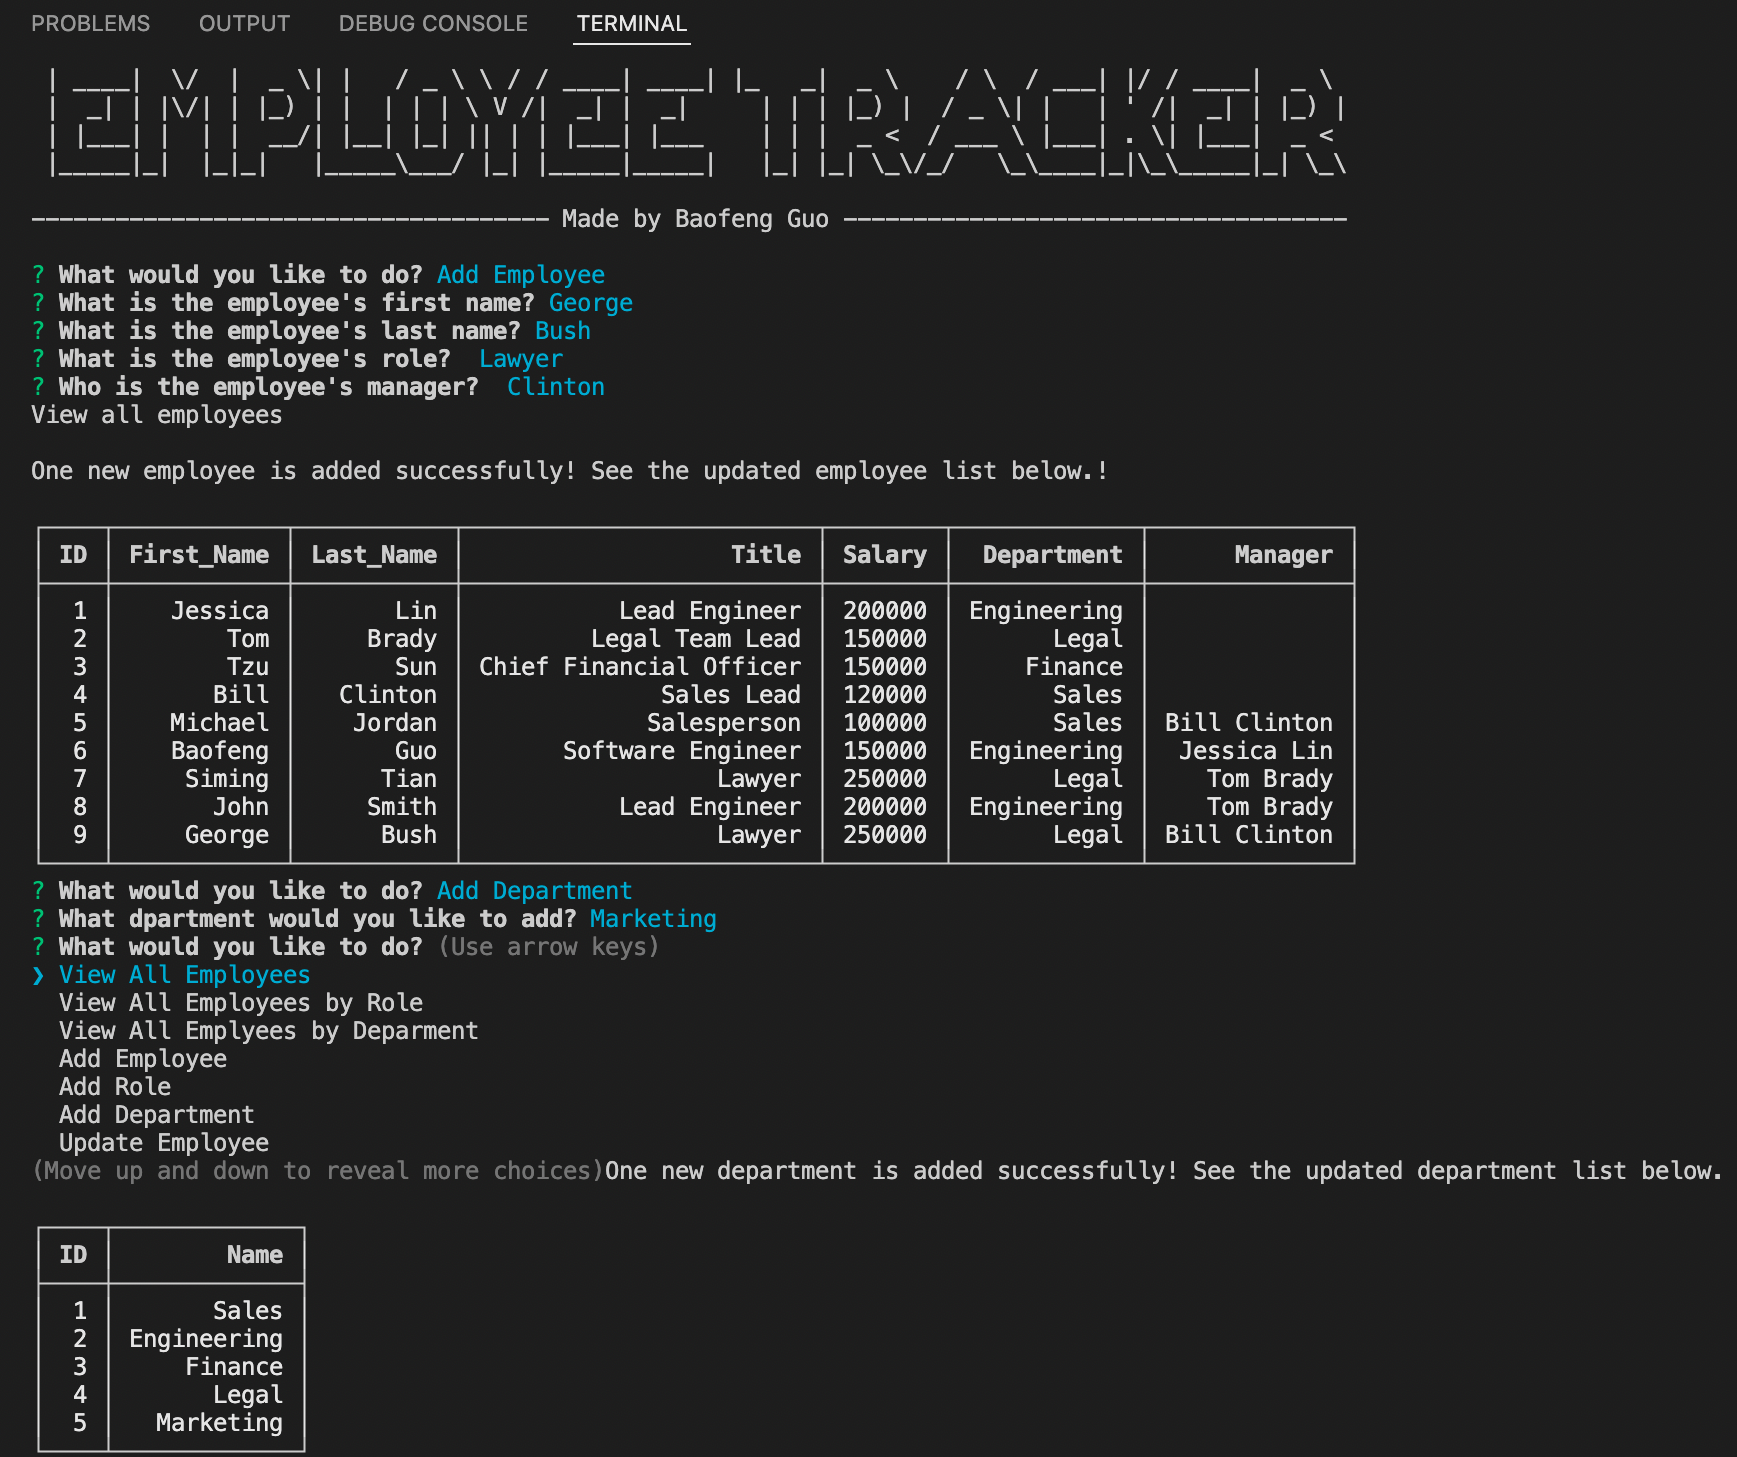 PROBLEMS OUTPUT DEBUG CONSOLE TERMINAL
EMPLOYEE TRACKER
------------------------------------- Made by Baofeng Guo ------------------------------------
? What would you like to do? Add Employee
? What is the employee's first name? George
? What is the employee's last name? Bush
? What is the employee's role?  Lawyer
? Who is the employee's manager?  Clinton
View all employees
One new employee is added successfully! See the updated employee list below.!
ID First_Name Last_Name Title Salary Department Manager
1 Jessica Lin Lead Engineer 200000 Engineering
2 Tom Brady Legal Team Lead 150000 Legal
3 Tzu Sun Chief Financial Officer 150000 Finance
4 Bill Clinton Sales Lead 120000 Sales
5 Michael Jordan Salesperson 100000 Sales Bill Clinton
6 Baofeng Guo Software Engineer 150000 Engineering Jessica Lin
7 Siming Tian Lawyer 250000 Legal Tom Brady
8 John Smith Lead Engineer 200000 Engineering Tom Brady
9 George Bush Lawyer 250000 Legal Bill Clinton
? What would you like to do? Add Department
? What dpartment would you like to add? Marketing
? What would you like to do? (Use arrow keys)
❯ View All Employees
View All Employees by Role
View All Emplyees by Deparment
Add Employee
Add Role
Add Department
Update Employee
(Move up and down to reveal more choices)One new department is added successfully! See the updated department list below.
ID Name
1 Sales
2 Engineering
3 Finance
4 Legal
5 Marketing